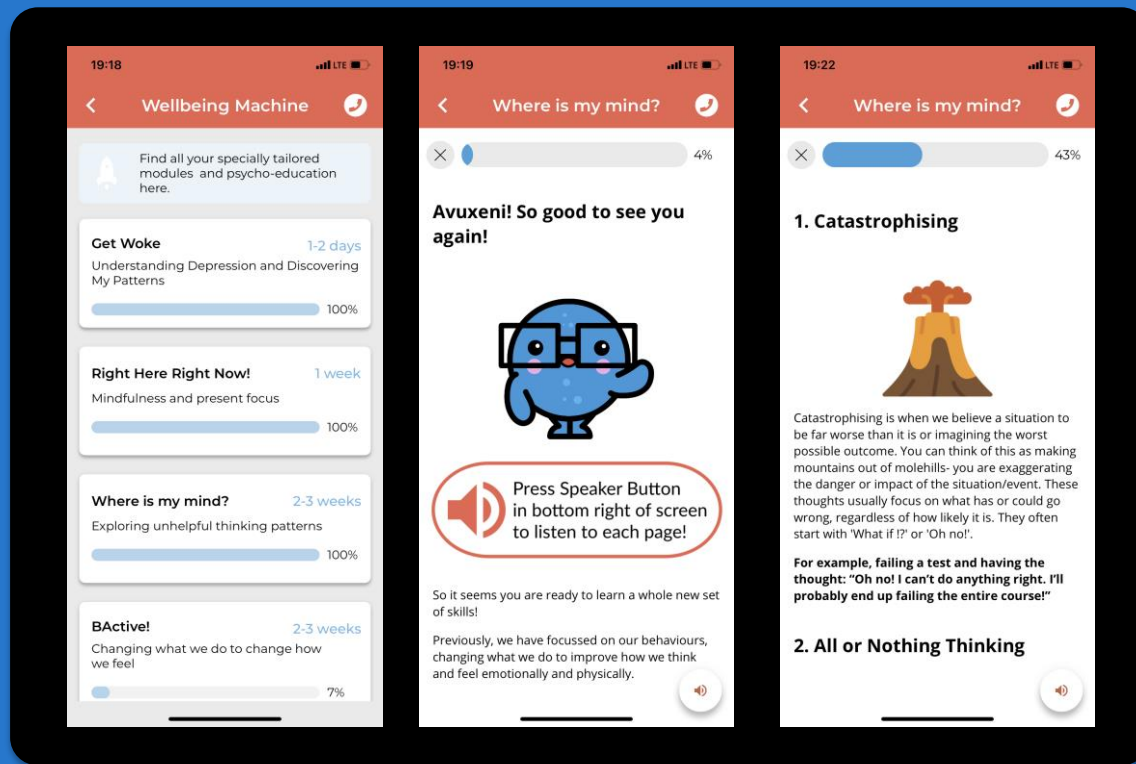 19:18
LTE
Wellbeing Machine
Find all your specially tailored
modules and psycho-education
here.
Get Woke
1-2 days
Understanding Depression and Discovering
My Patterns
100%
Right Here Right Now!
1 week
Mindfulness and present focus
100%
Where is my mind?
2-3 weeks
Exploring unhelpful thinking patterns
100%
BActive!
2-3 weeks
Changing what we do to change how
we feel
7%
19:19
LTE
Where is my mind?
4%
Avuxeni! So good to see you
again!
Press Speaker Button
in bottom right of screen
to listen to each page!
So it seems you are ready to learn a whole new set
of skills!
Previously, we have focussed on our behaviours,
changing what we do to improve how we think
and feel emotionally and physically.
19:22
LTE
Where is my mind?
43%
1. Catastrophising
Catastrophising is when we believe a situation to
be far worse than it is or imagining the worst
possible outcome. You can think of this as making
mountains out of molehills- you are exaggerating
the danger or impact of the situation/event. These
thoughts usually focus on what has or could go
wrong, regardless of how likely it is. They often
start with 'What if !?' or 'Oh no!'.
For example, failing a test and having the
thought: “Oh no! I can’t do anything right. I’ll
probably end up failing the entire course!”
2. All or Nothing Thinking